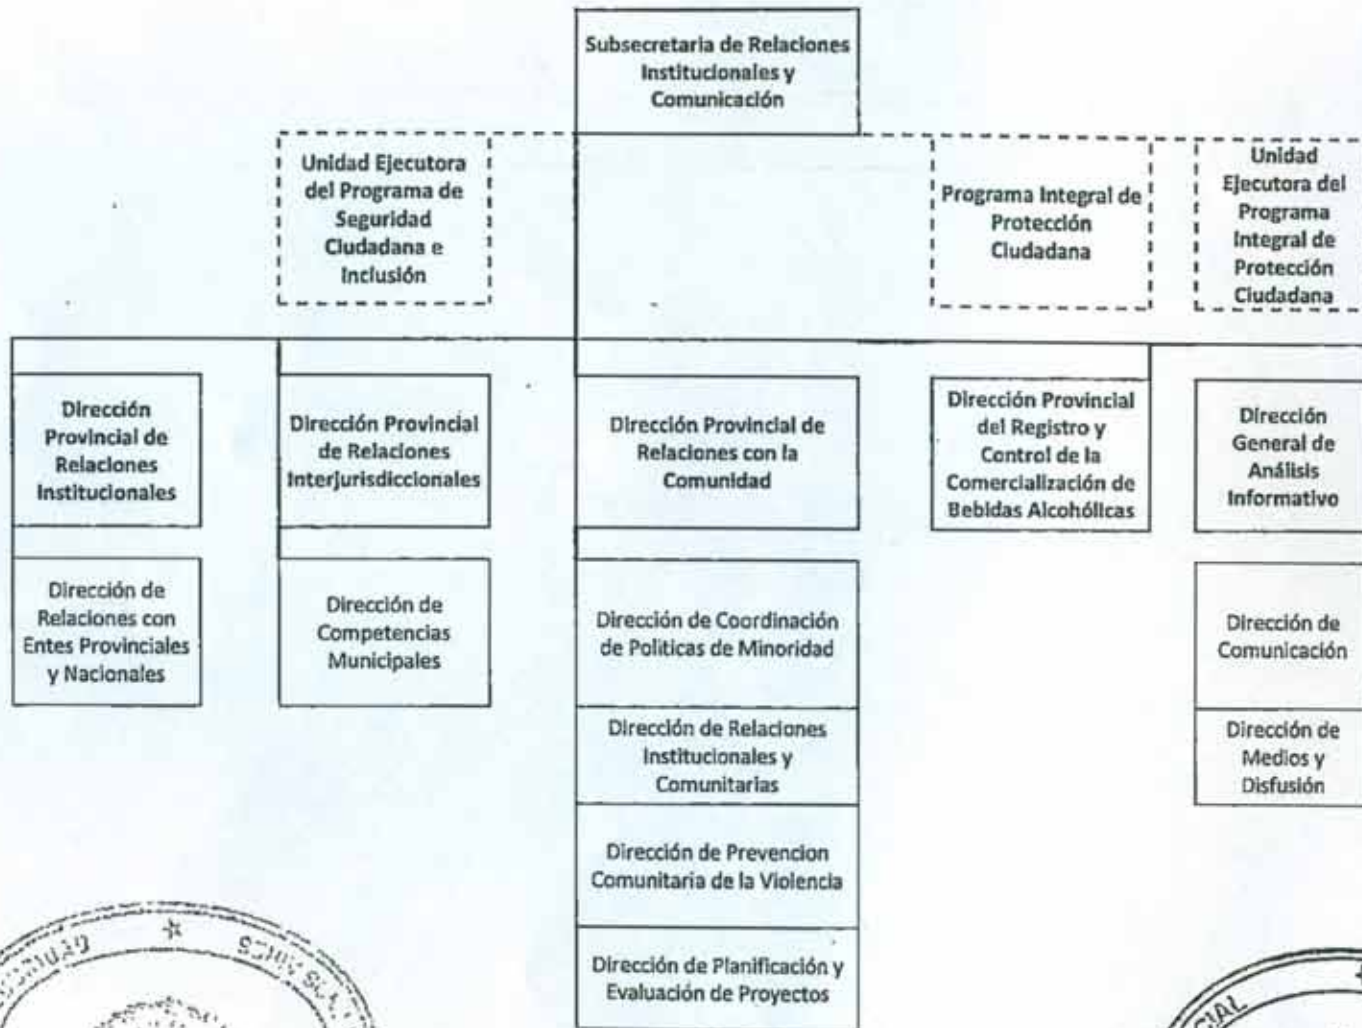 Subsecretaria de Relaciones
Institucionales y
Comunicación
Unidad Ejecutora
del Programa de
Seguridad
Ciudadana e
Inclusión
Programa Integral de
Protección
Ciudadana
Unidad
Ejecutora del
Programa
Integral de
Protección
Ciudadana
Dirección
Provincial de
Relaciones
Institucionales
Dirección Provincial
de Relaciones
Interjurisdiccionales
Dirección Provincial de
Relaciones con la
Comunidad
Dirección Provincial
del Registro y
Control de la
Comercialización de
Bebidas Alcohólicas
Dirección
General de
Análisis
Informativo
Dirección de
Relaciones con
Entes Provinciales
y Nacionales
Dirección de
Competencias
Municipales
Dirección de Coordinación
de Politicas de Minoridad
Dirección de
Comunicación
Dirección de Relaciones
Institucionales y
Comunitarias
Dirección de
Medios y
Disfusión
Dirección de Prevencion
Comunitaria de la Violencia
Dirección de Planificación y
Evaluación de Proyectos